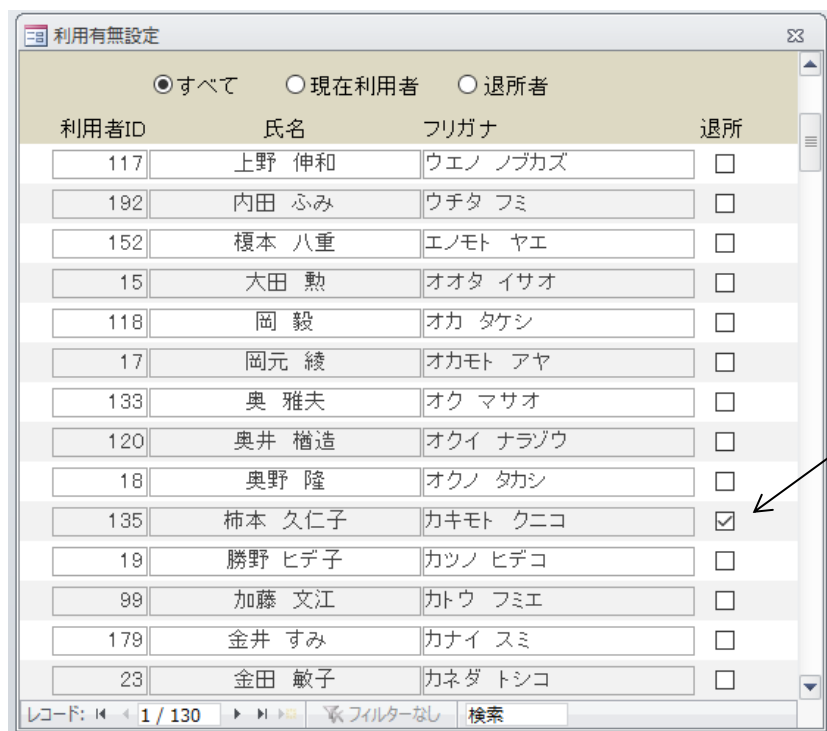 利用有無設定
すべて 現在利用者 退所者
利用者ID 氏名 フリガナ 退所
117 上野 伸和 ウエノ ノブカズ
192 内田 ふみ ウチタ フミ
152 榎本 八重 エノモト ヤエ
15 大田 勲 オオタ イサオ
118 岡 毅 オカ タケシ
17 岡元 綾 オカモト アヤ
133 奥 雅夫 オク マサオ
120 奥井 楢造 オクイ ナラゾウ
18 奥野 隆 オクノ タカシ
135 柿本 久仁子 カキモト クニコ
19 勝野 ヒデ子 カツノ ヒデコ
99 加藤 文江 カトウ フミエ
179 金井 すみ カナイ スミ
23 金田 敏子 カネダ トシコ
レコード: 1 / 130 フィルターなし 検索